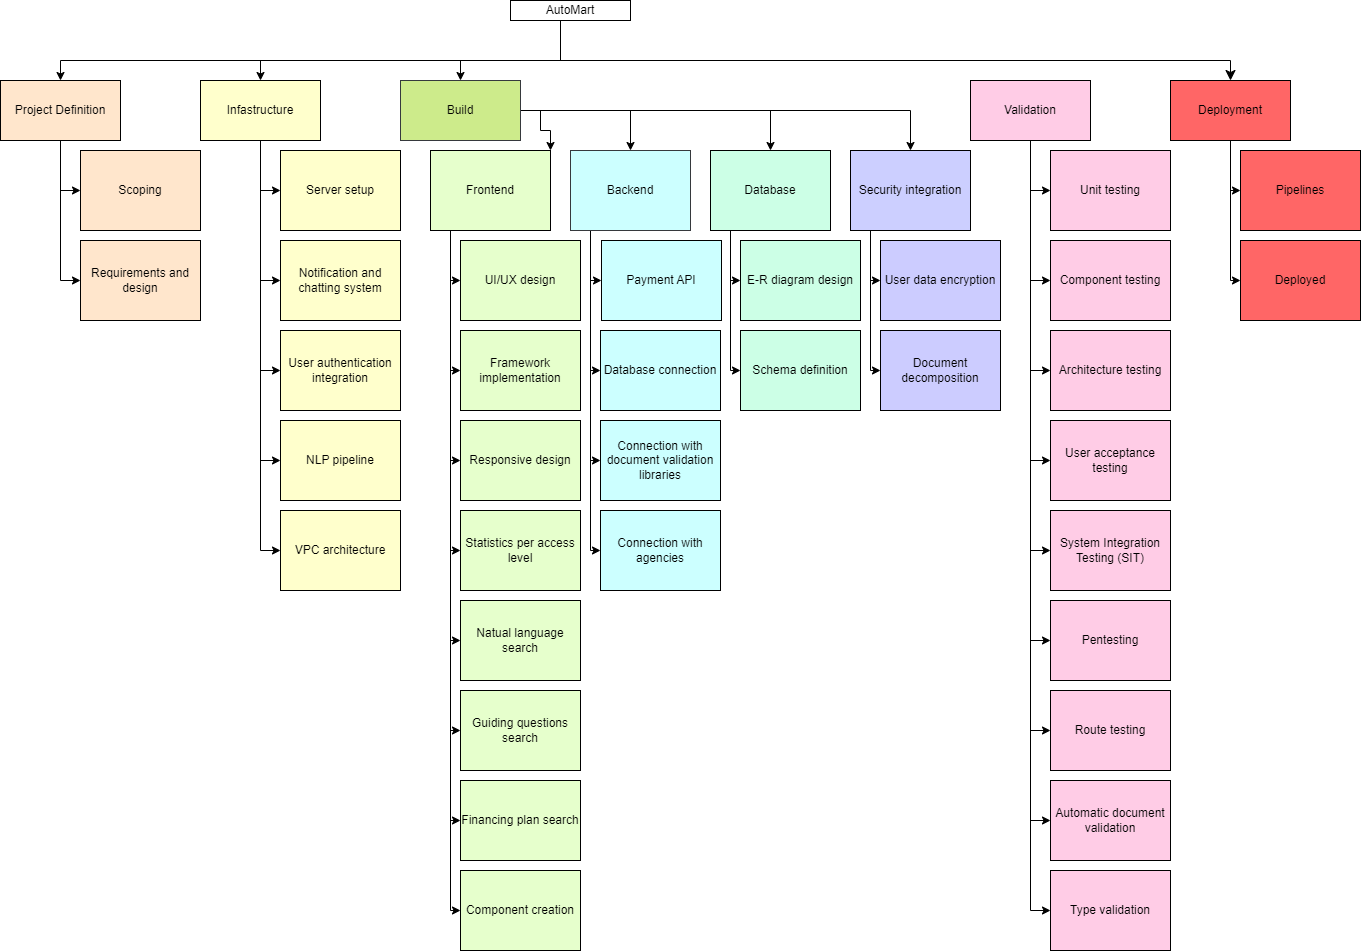 AutoMart
Project Definition
Infastructure
Build
Validation
Deployment
Scoping
Requirements and
design
Server setup
Notification and
chatting system
User authentication
integration
NLP pipeline
VPC architecture
Frontend
UI/UX design
Framework
implementation
Responsive design
Statistics per access
level
Natual language
search
Guiding questions
search
Financing plan search
Component creation
Backend
Payment API
Database connection
Connection with
document validation
libraries
Connection with
agencies
Database
E-R diagram design
Schema definition
Security integration
User data encryption
Document
decomposition
Unit testing
Component testing
Architecture testing
User acceptance
testing
System Integration
Testing (SIT)
Pentesting
Route testing
Automatic document
validation
Type validation
Pipelines
Deployed